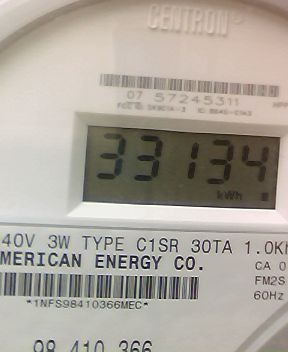 CENTRON®
07 57245311
33134
kWh
40V 3W TYPE C1SR 30TA 1.0K
MERICAN ENERGY CO.
CA 0
FM2S
60Hz
*1NFS98410366MEC*
98 410 366